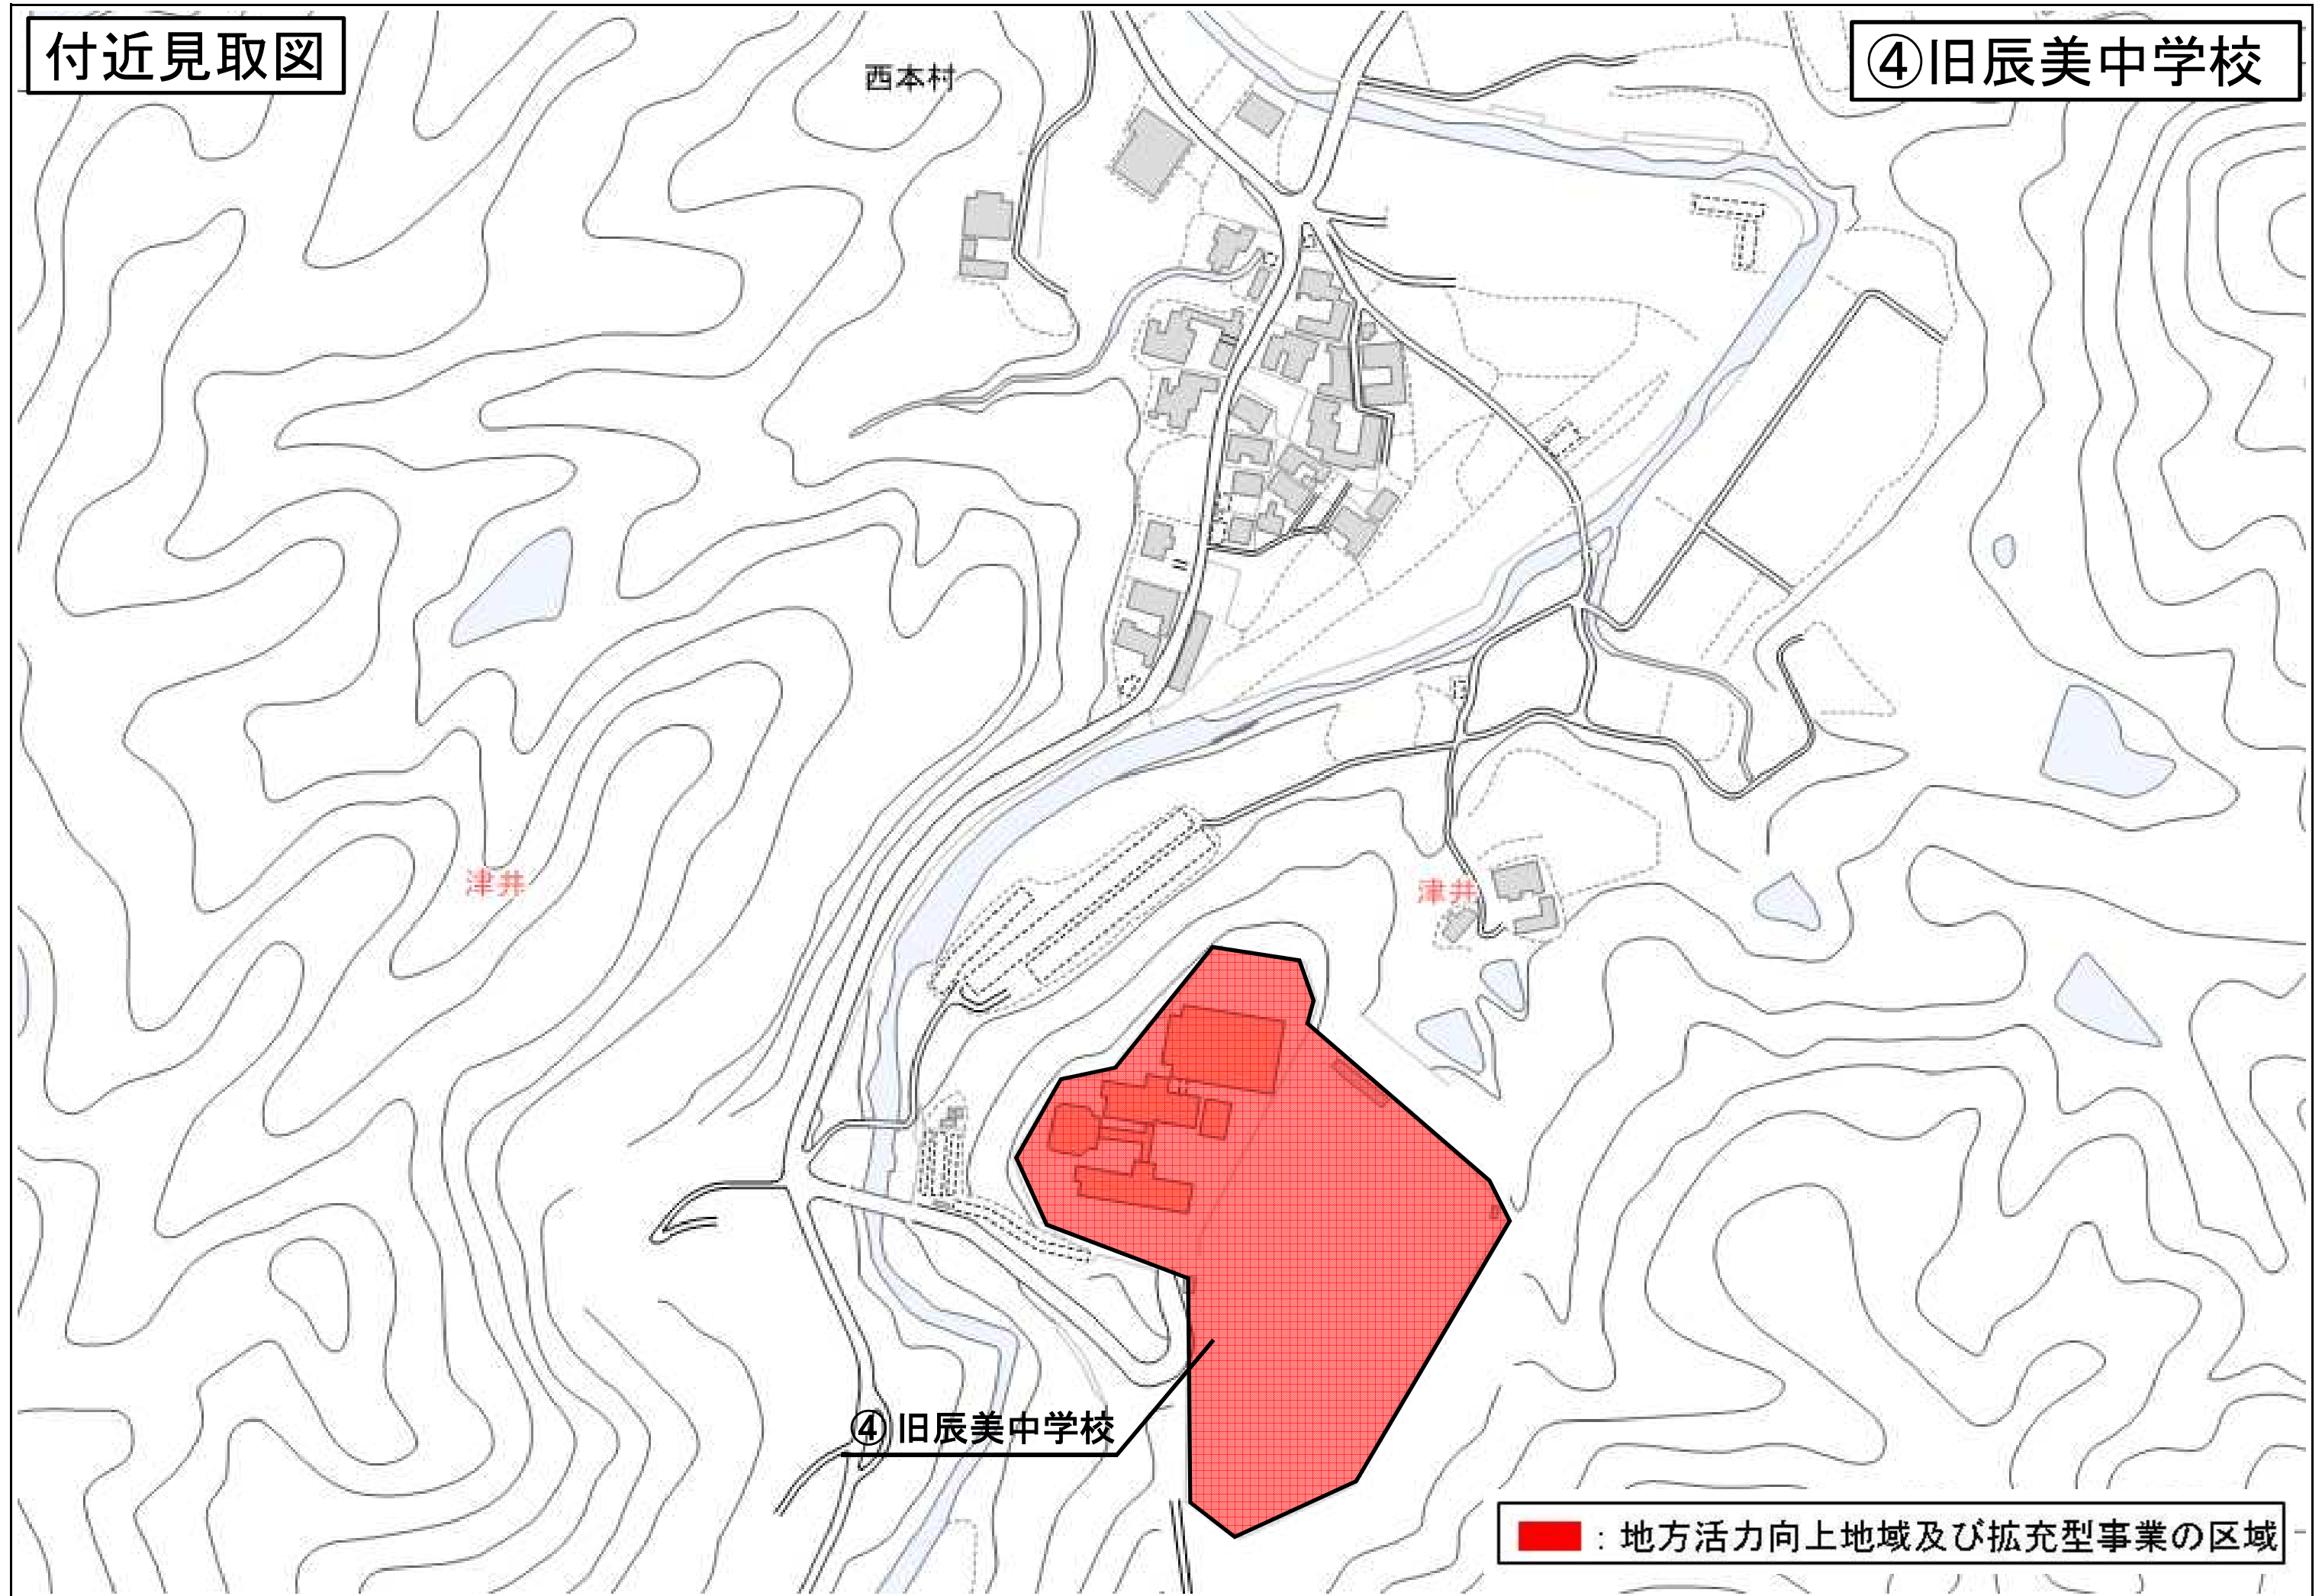 付近見取図
④旧辰美中学校
西本村
津井
津井
④旧辰美中学校
：地方活力向上地域及び拡充型事業の区域